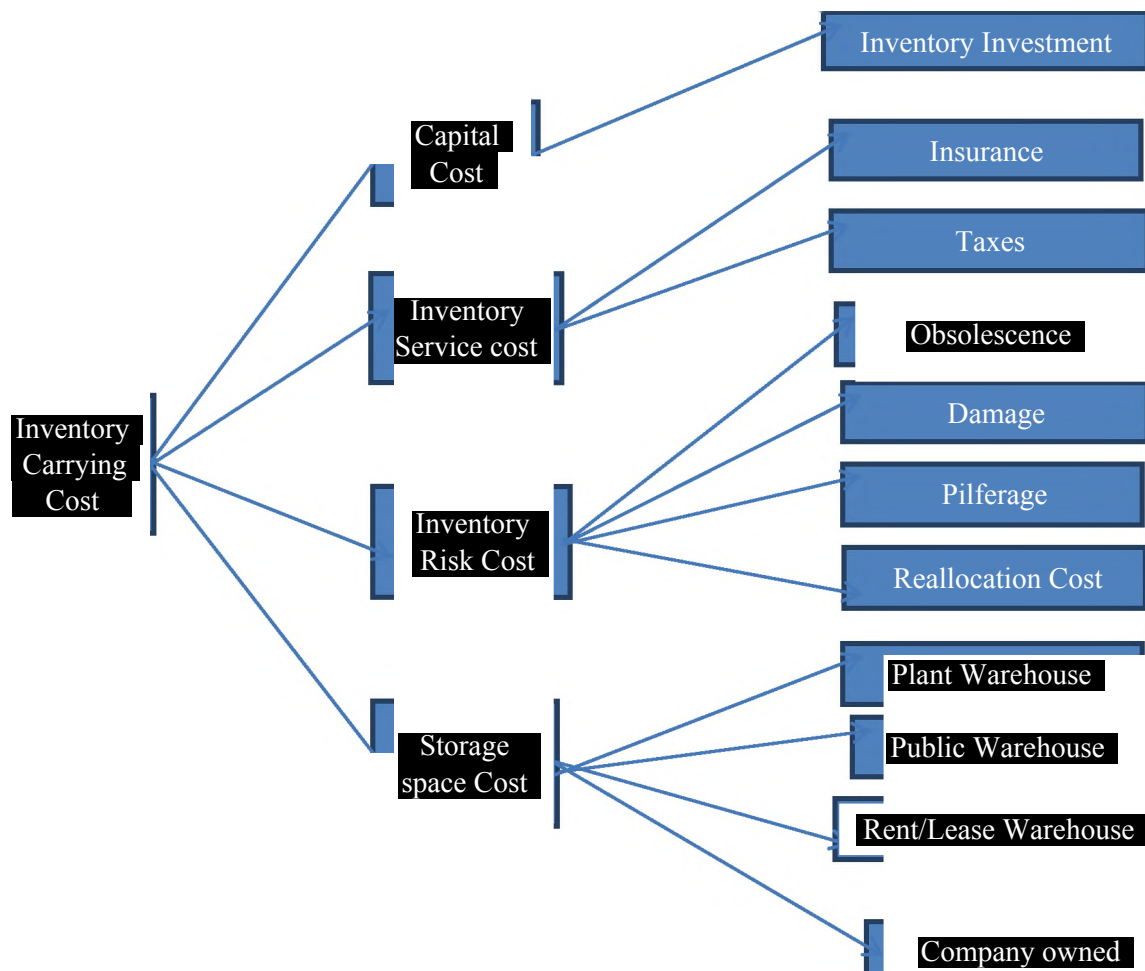 Inventory Investment
Capital
Cost
Insurance
Taxes
Inventory
Service cost
Obsolescence
Damage
Inventory
Carrying
Cost
Pilferage
Inventory
Risk Cost
Reallocation Cost
Plant Warehouse
Storage
space Cost
Public Warehouse
Rent/Lease Warehouse
Company owned